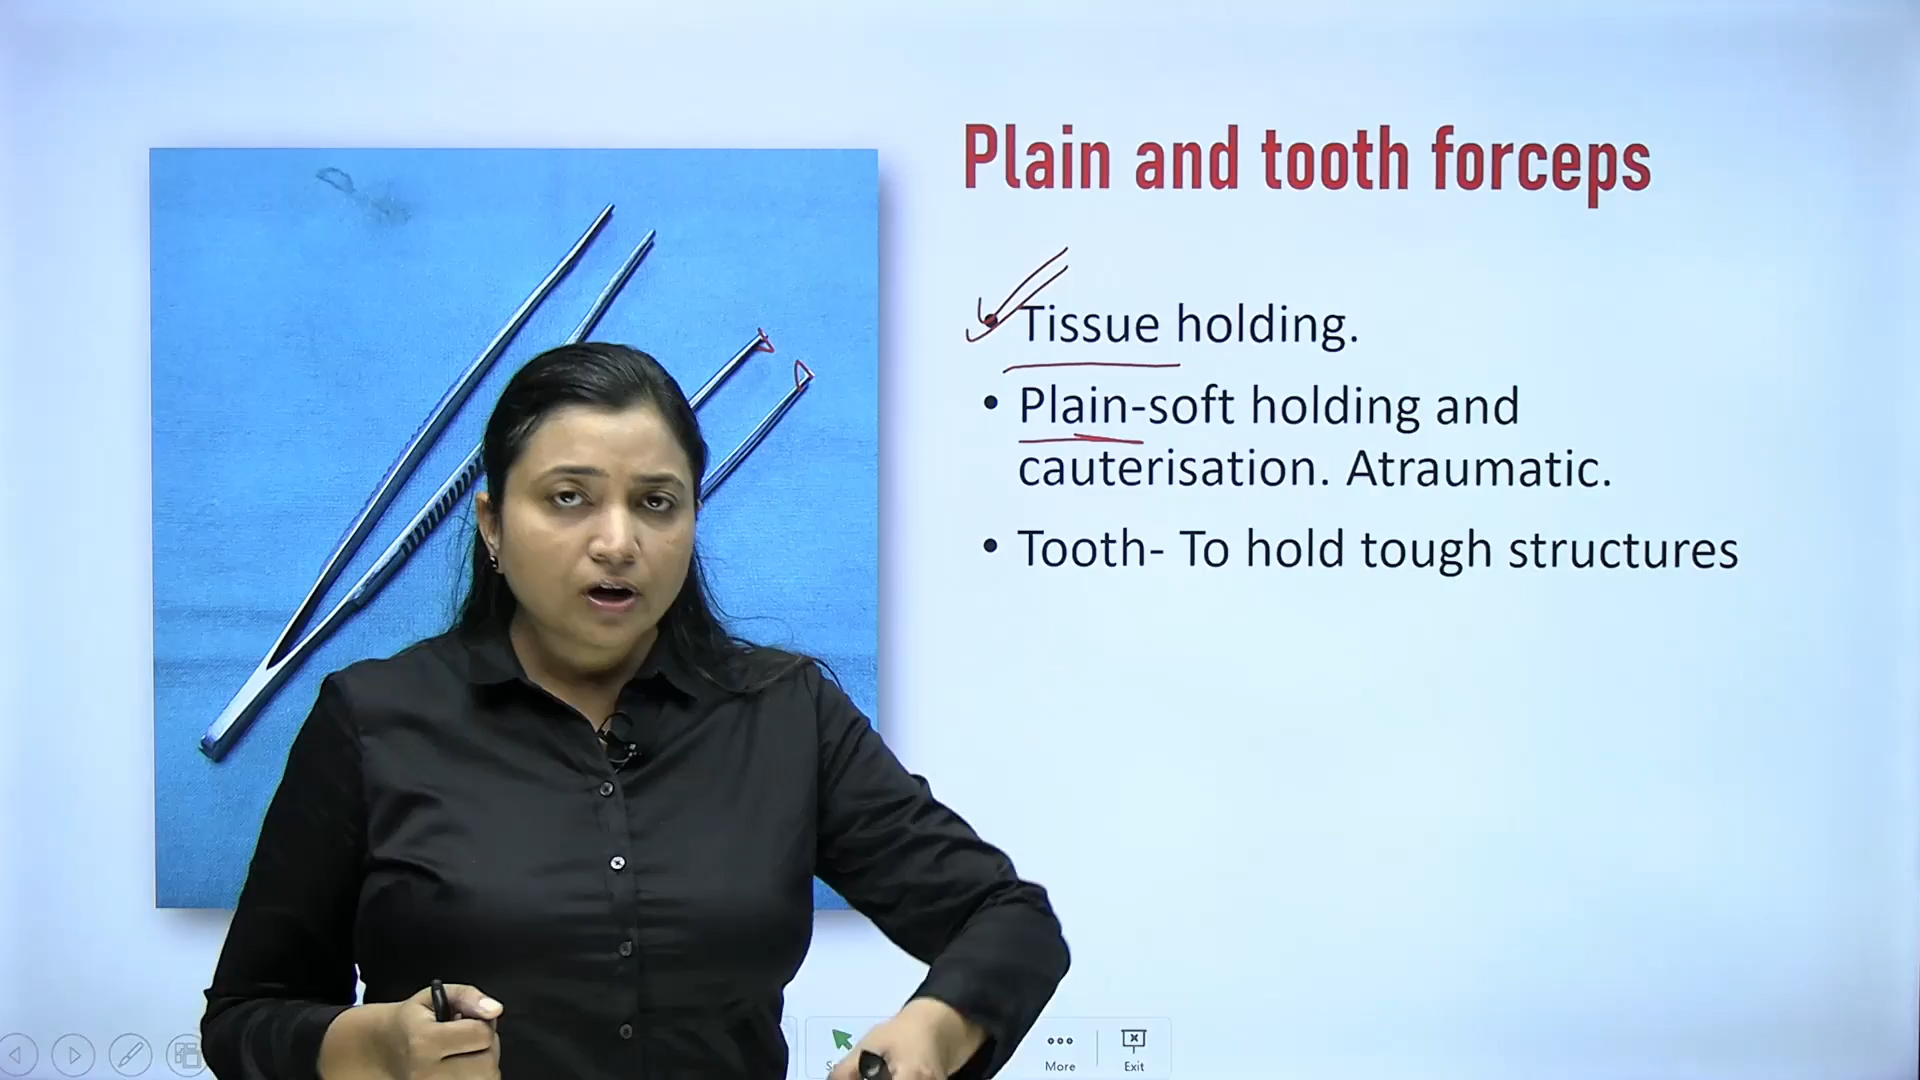 Plain and tooth forceps
• Tissue holding.
• Plain-soft holding and
cauterisation. Atraumatic.
• Tooth- To hold tough structures
More
Exit